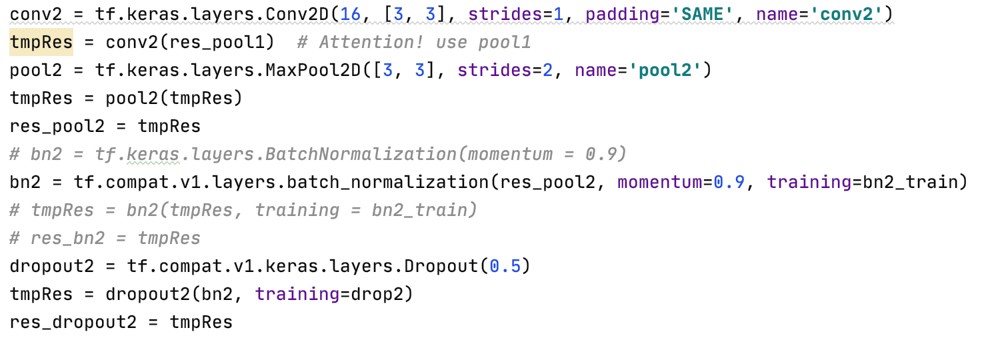 conv2 = tf.keras.layers.Conv2D(16, [3, 3], strides=1, padding='SAME', name='conv2')
tmpRes = conv2(res_pool1)  # Attention! use pool1
pool2 = tf.keras.layers.MaxPool2D([3, 3], strides=2, name='pool2')
tmpRes = pool2(tmpRes)
res_pool2 = tmpRes
# bn2 = tf.keras.layers.BatchNormalization(momentum = 0.9)
bn2 = tf.compat.v1.layers.batch_normalization(res_pool2, momentum=0.9, training=bn2_train)
# tmpRes = bn2(tmpRes, training = bn2_train)
# res_bn2 = tmpRes
dropout2 = tf.compat.v1.keras.layers.Dropout(0.5)
tmpRes = dropout2(bn2, training=drop2)
res_dropout2 = tmpRes